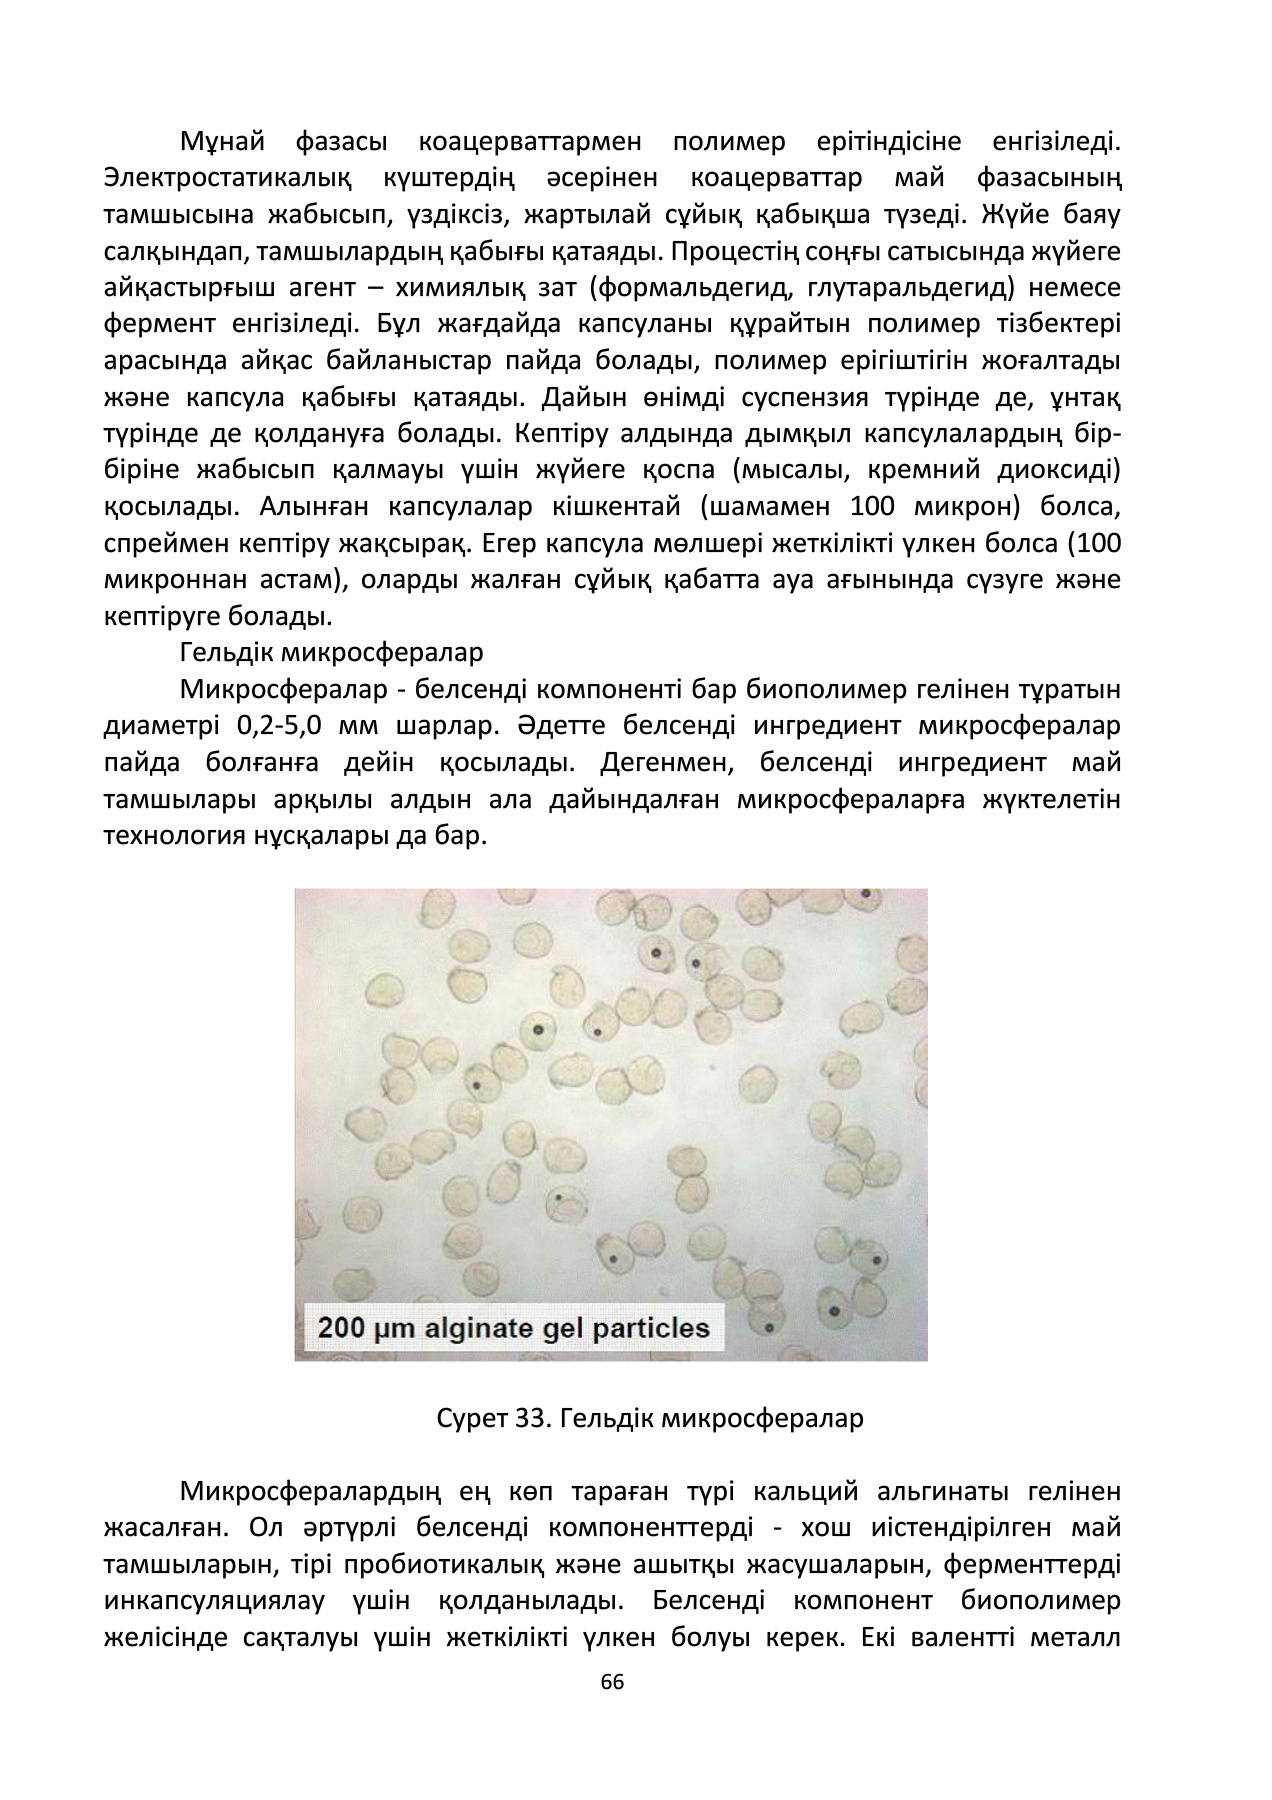 Мұнай фазасы коацерваттармен полимер ерітіндісіне енгізіледі.
Электростатикалық күштердің әсерінен коацерваттар май фазасының
тамшысына жабысып, үздіксіз, жартылай сұйық қабықша түзеді. Жүйе баяу
салқындап, тамшылардың қабығы қатаяды. Процестің соңғы сатысында жүйеге
айқастырғыш агент – химиялық зат (формальдегид, глутаральдегид) немесе
фермент енгізіледі. Бұл жағдайда капсуланы құрайтын полимер тізбектері
арасында айқас байланыстар пайда болады, полимер ерігіштігін жоғалтады
және капсула қабығы қатаяды. Дайын өнімді суспензия түрінде де, ұнтақ
түрінде де қолдануға болады. Кептіру алдында дымқыл капсулалардың бір-
біріне жабысып қалмауы үшін жүйеге қоспа (мысалы, кремний диоксиді)
қосылады. Алынған капсулалар кішкентай (шамамен 100 микрон) болса,
спреймен кептіру жақсырақ. Егер капсула мөлшері жеткілікті үлкен болса (100
микроннан астам), оларды жалған сұйық қабатта ауа ағынында сүзуге және
кептіруге болады.
Гельдік микросфералар
Микросфералар - белсенді компоненті бар биополимер гелінен тұратын
диаметрі 0,2-5,0 мм шарлар. Әдетте белсенді ингредиент микросфералар
пайда болғанға дейін қосылады. Дегенмен, белсенді ингредиент май
тамшылары арқылы алдын ала дайындалған микросфераларға жүктелетін
технология нұсқалары да бар.
200 µm alginate gel particles
Сурет 33. Гельдік микросфералар
Микросфералардың ең көп тараған түрі кальций альгинаты гелінен
жасалған. Ол әртүрлі белсенді компоненттерді - хош иістендірілген май
тамшыларын, тірі пробиотикалық және ашытқы жасушаларын, ферменттерді
инкапсуляциялау үшін қолданылады. Белсенді компонент биополимер
желісінде сақталуы үшін жеткілікті үлкен болуы керек. Екі валентті металл
66